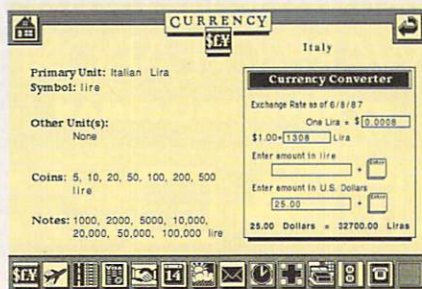 CURRENCY
$£¥
Italy
Primary Unit: Italian Lira
Symbol: lire
Other Unit(s):
None
Coins: 5, 10, 20, 50, 100, 200, 500
lire
Notes: 1000, 2000, 5000, 10,000,
20,000, 50,000, 100,000 lire
Currency Converter
Exchange Rate as of 6/8/87
One Lira = $ 0.0008
$1.00= 1308 Lira
Enter amount in lire
+
Enter amount in U.S. Dollars
25.00 +
25.00 Dollars = 32700.00 Liras
$£¥ 14